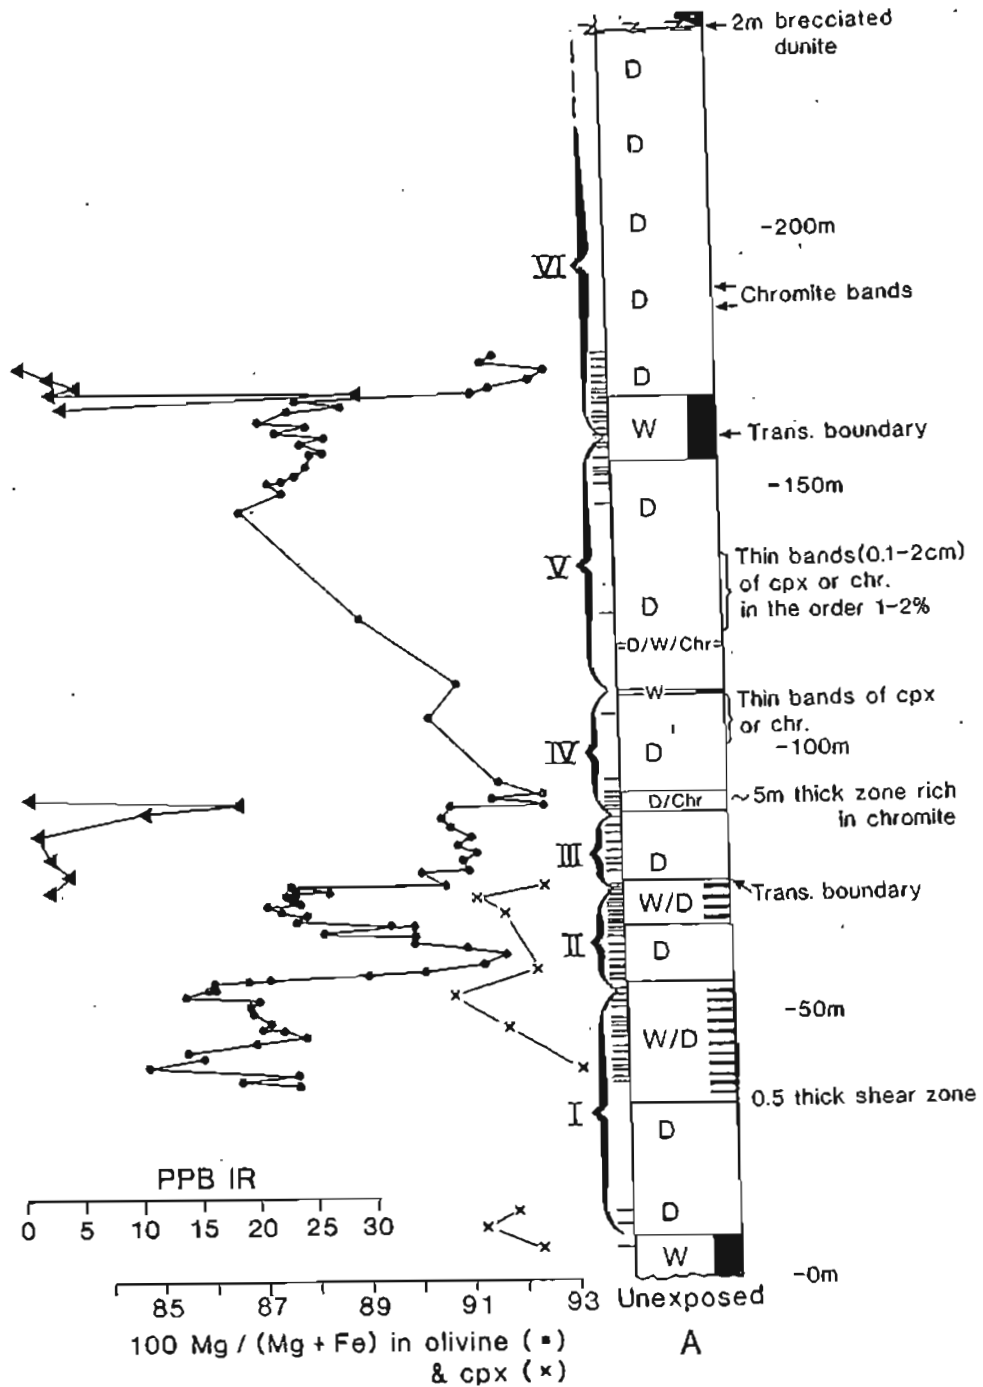 2m brecciated
dunite
D
D
D
-200m
VI
D
Chromite bands
D
W
Trans. boundary
-150m
D
Thin bands(0.1-2cm)
V
of cpx or chr.
D
in the order 1-2%
=D/W/Chr=
W
Thin bands of cpx
or chr.
IV
D'
-100m
D/Chr
~5m thick zone rich
in chromite
III
D
Trans. boundary
W/D
II
D
-50m
W/D
0.5 thick shear zone
I
D
PPB IR
D
0 5 10 15 20 25 30
W
-0m
85 87 89 91 93
Unexposed
100 Mg / (Mg + Fe) in olivine (▪)
& cpx (×)
A